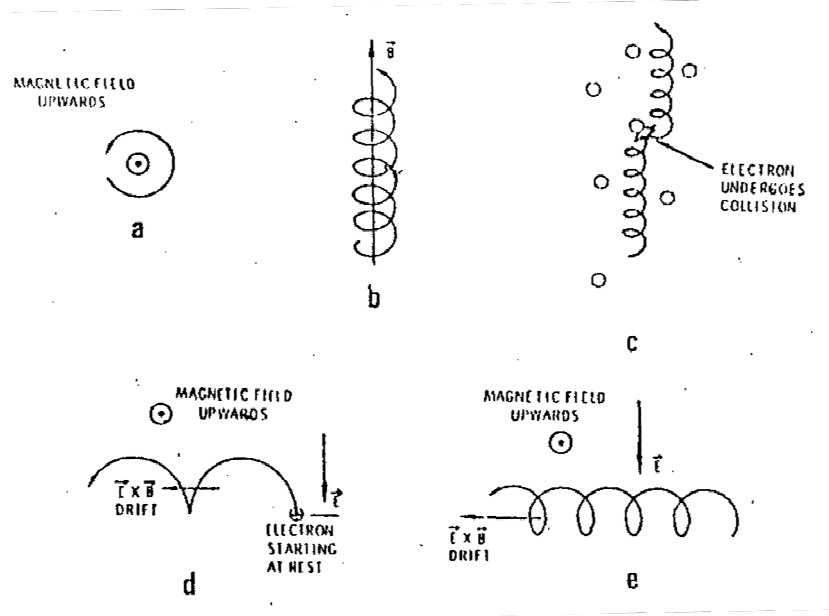 B
MAGNETIC FIELD
UPWARDS
a
b
ELECTRON
UNDERGOES
COLLISION
c
MAGNETIC FIELD
UPWARDS
E X B
DRIFT
E
ELECTRON
STARTING
AT REST
d
MAGNETIC FIELD
UPWARDS
E
E X B
DRIFT
e